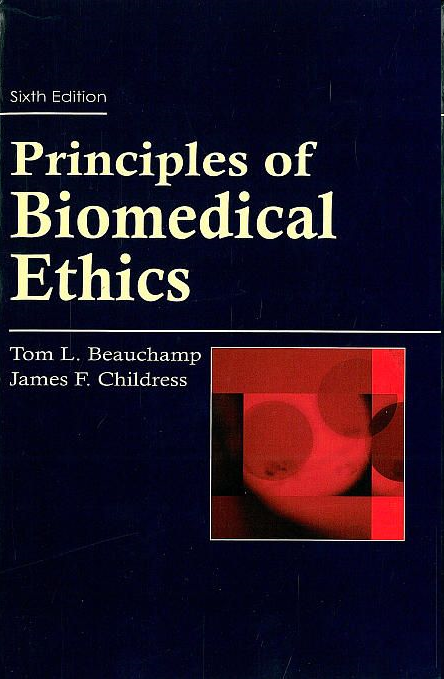 Sixth Edition
Principles of
Biomedical
Ethics
Tom L. Beauchamp
James F. Childress